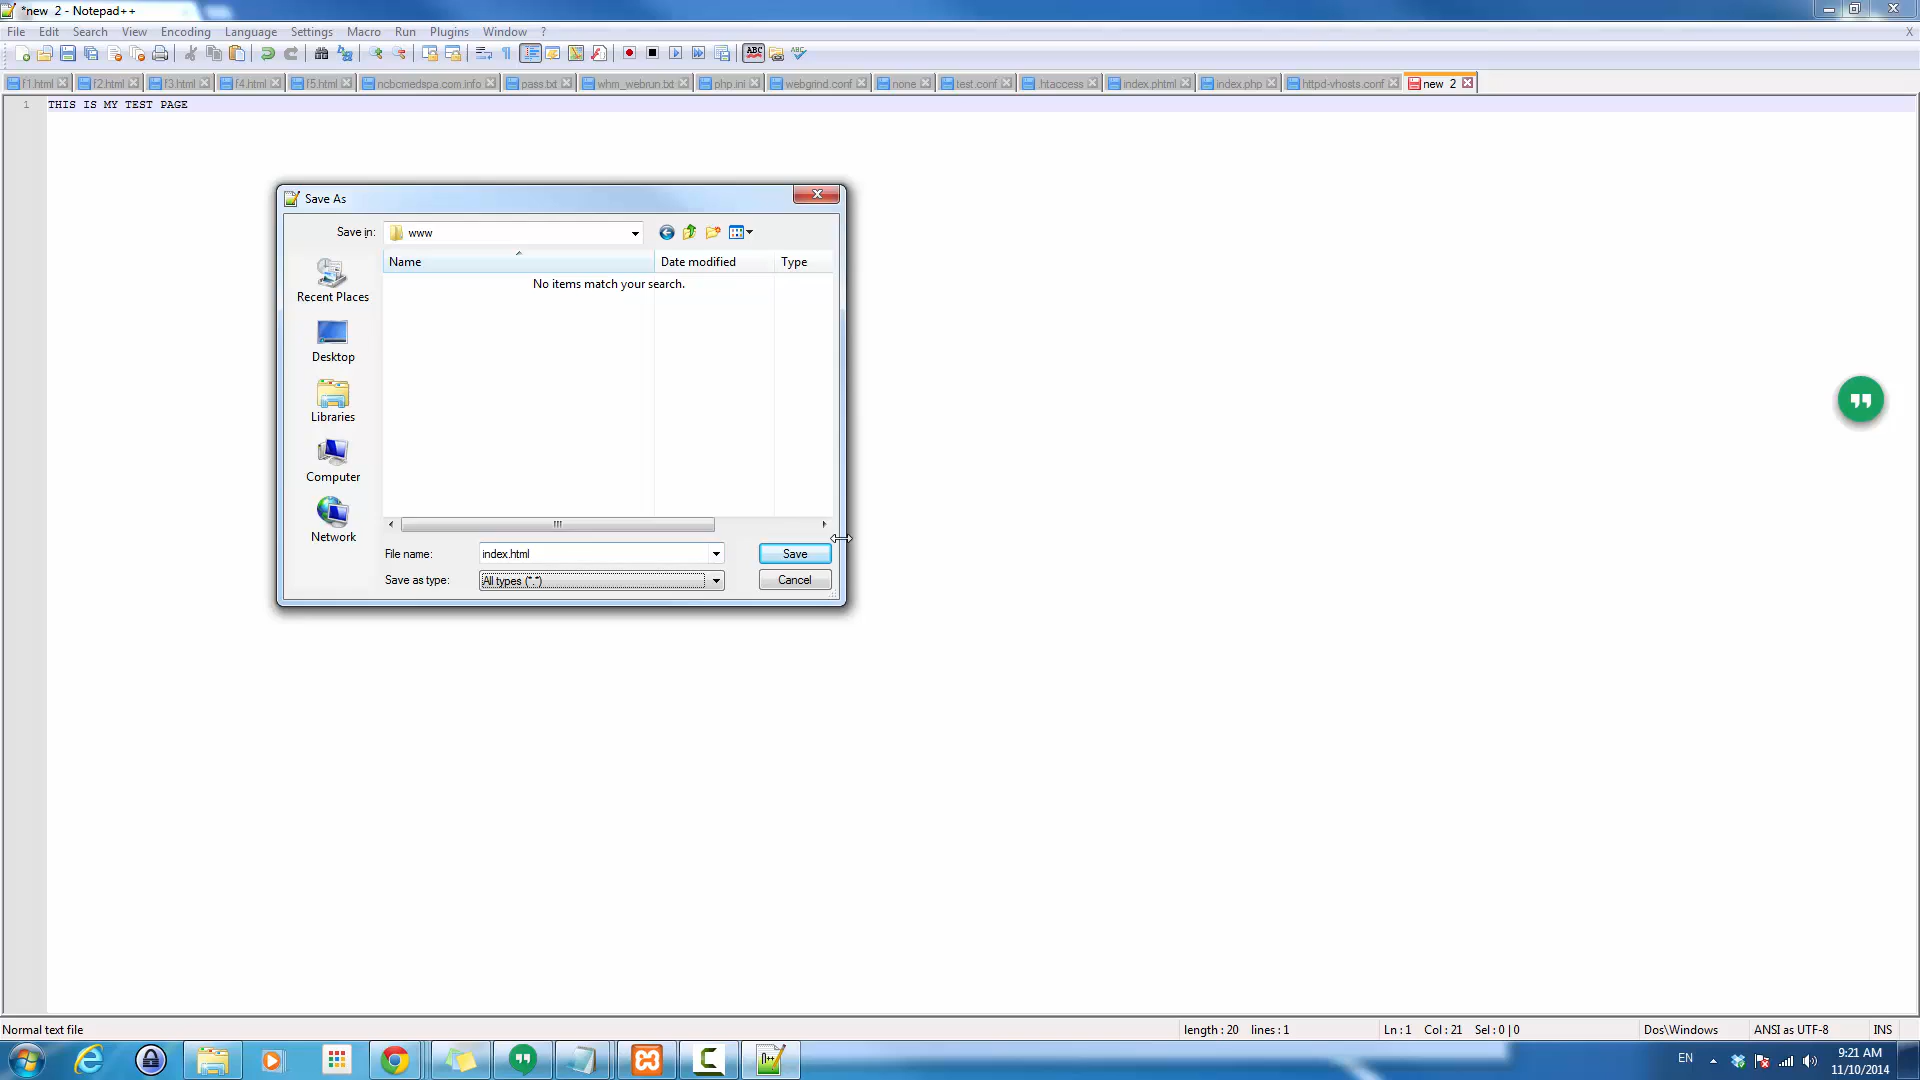 *new  2 - Notepad++
File Edit Search View Encoding Language Settings Macro Run Plugins Window ? X
f1.html f2.html f3.html f4.html f5.html ncbcmedspa.com.info pass.txt whm_webrun.txt php.ini webgrind.conf none test.conf .htaccess index.phtml index.php httpd-vhosts.conf new  2
1 THIS IS MY TEST PAGE
Save As
Save in: www
Name Date modified Type
No items match your search.
Recent Places
Desktop
Libraries
Computer
Network
File name: index.html Save
Save as type: All types (*.*) Cancel
Normal text file length : 20 lines : 1 Ln : 1 Col : 21 Sel : 0 | 0 Dos\Windows ANSI as UTF-8 INS
EN 9:21 AM
11/10/2014